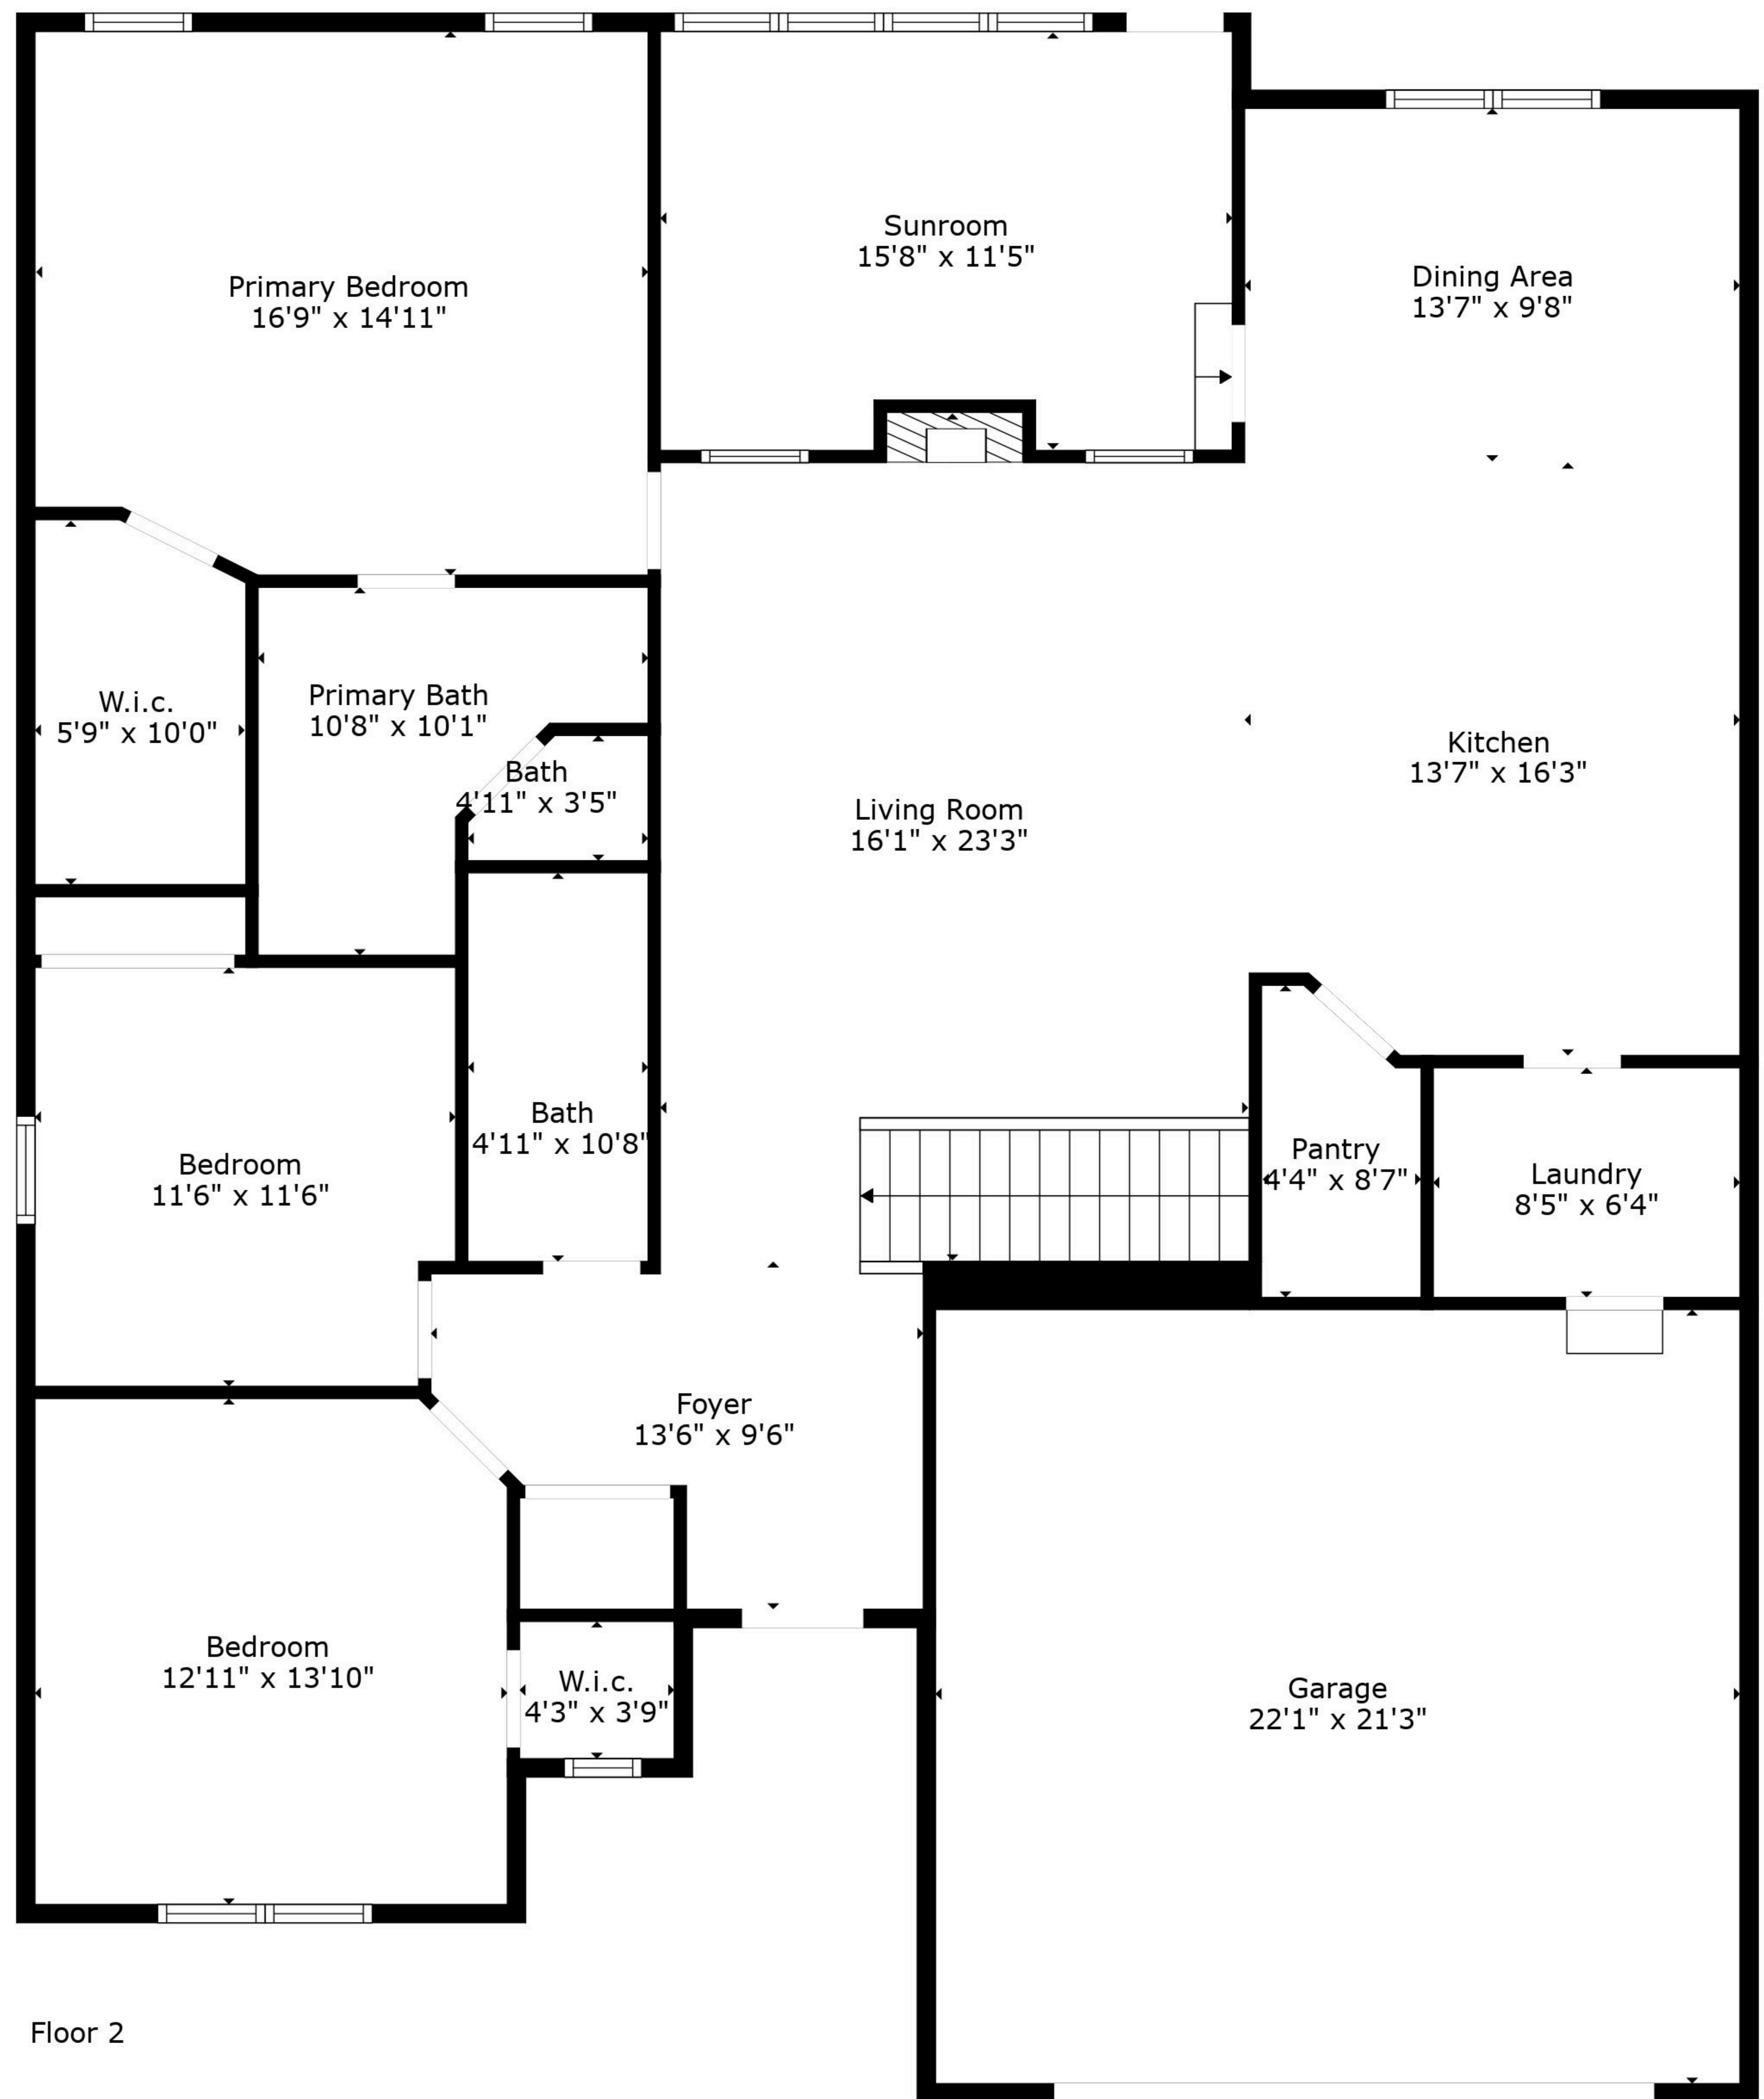 Sunroom
15'8" x 11'5"
Primary Bedroom
16'9" x 14'11"
Dining Area
13'7" x 9'8"
W.i.c.
5'9" x 10'0"
Primary Bath
10'8" x 10'1"
Bath
4'11" x 3'5"
Living Room
16'1" x 23'3"
Kitchen
13'7" x 16'3"
Bedroom
11'6" x 11'6"
Bath
4'11" x 10'8"
Pantry
4'4" x 8'7"
Laundry
8'5" x 6'4"
Foyer
13'6" x 9'6"
Bedroom
12'11" x 13'10"
W.i.c.
4'3" x 3'9"
Garage
22'1" x 21'3"
Floor 2